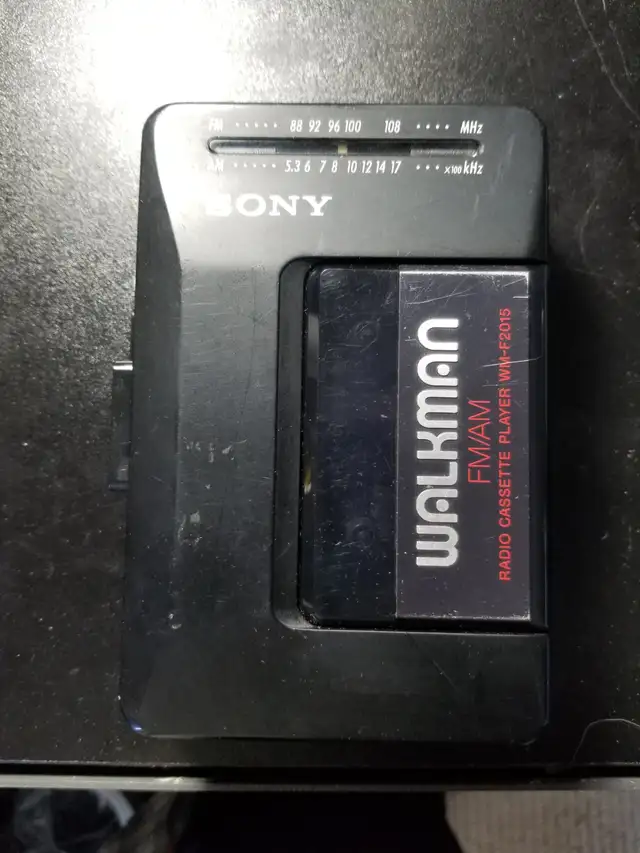 FM ····· 88 92 96 100 108 ···· MHz
AM ····· 5.3 6 7 8 10 12 14 17 ··· x100 kHz
SONY
WALKMAN
FM/AM
RADIO CASSETTE PLAYER WM-F2015